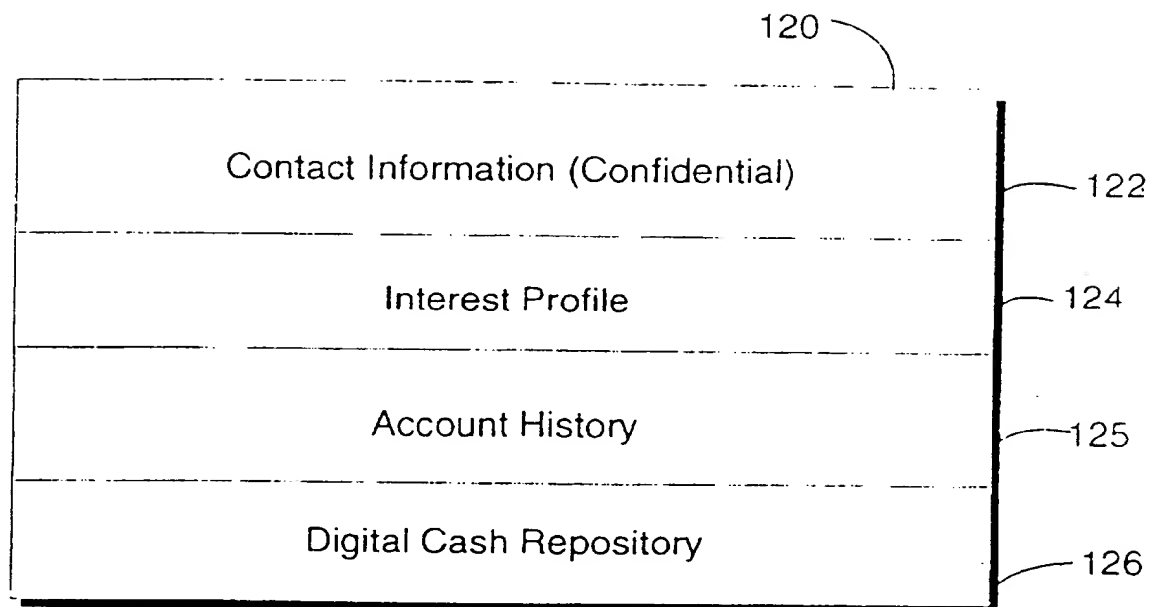 120
Contact Information (Confidential)
122
Interest Profile
124
Account History
125
Digital Cash Repository
126